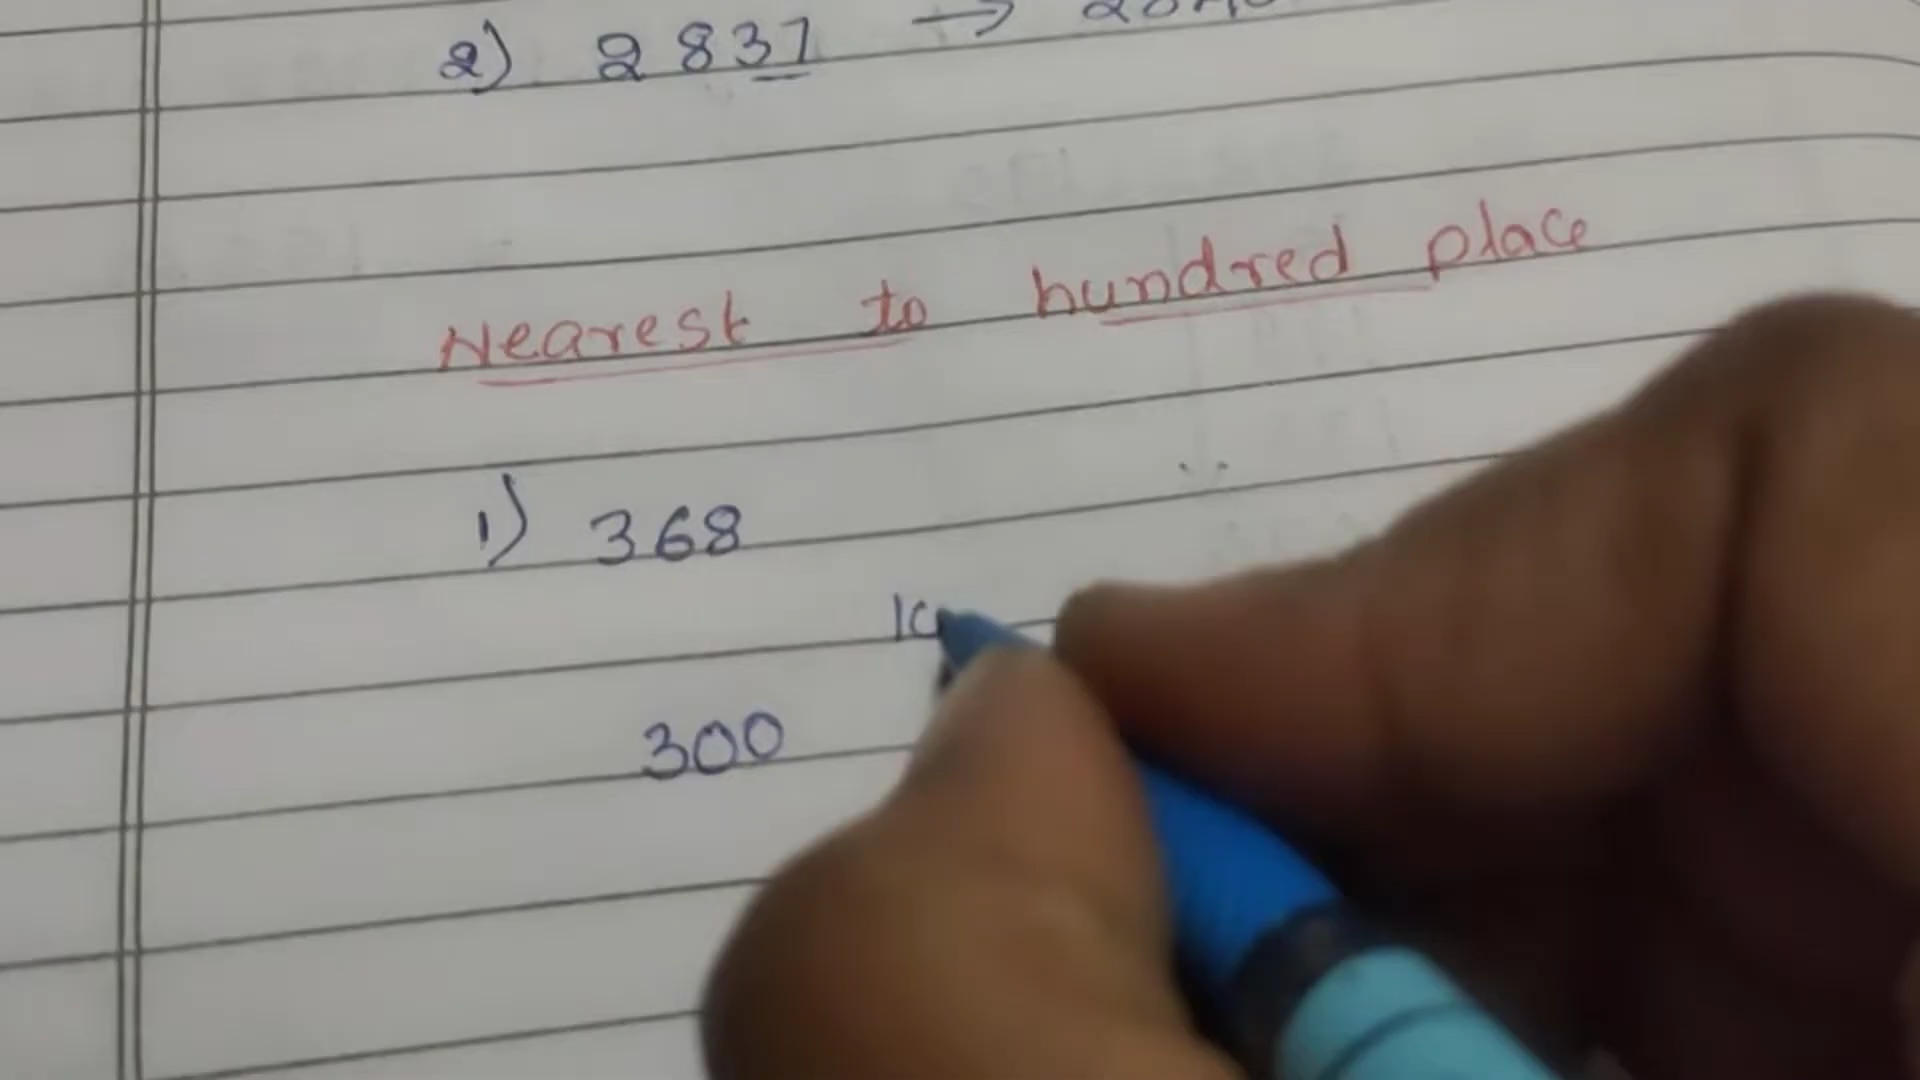 2) 2837 →
Nearest to hundred place
1) 368
300